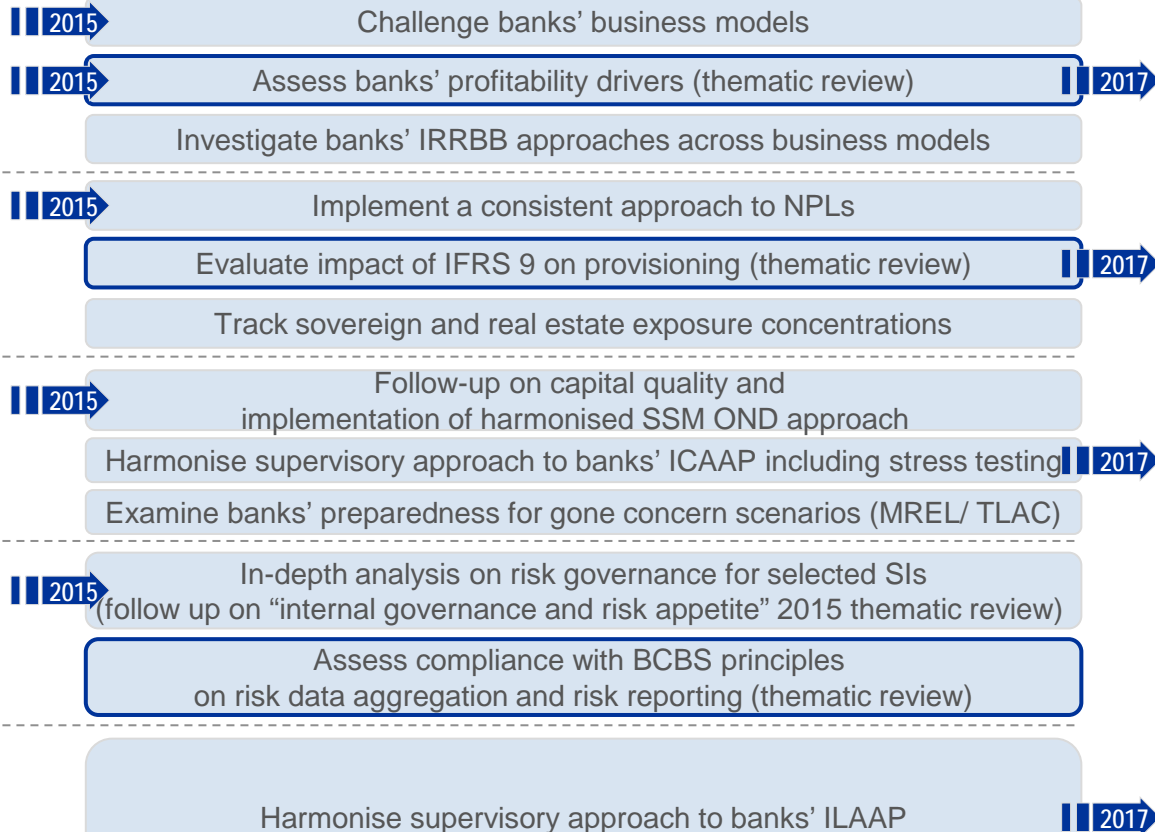 2015 Challenge banks' business models
2015 Assess banks' profitability drivers (thematic review) 2017
Investigate banks' IRRBB approaches across business models
2015 Implement a consistent approach to NPLs
Evaluate impact of IFRS 9 on provisioning (thematic review) 2017
Track sovereign and real estate exposure concentrations
2015 Follow-up on capital quality and
implementation of harmonised SSM OND approach
Harmonise supervisory approach to banks' ICAAP including stress testing 2017
Examine banks' preparedness for gone concern scenarios (MREL/ TLAC)
2015 In-depth analysis on risk governance for selected SIs
(follow up on “internal governance and risk appetite” 2015 thematic review)
Assess compliance with BCBS principles
on risk data aggregation and risk reporting (thematic review)
Harmonise supervisory approach to banks' ILAAP 2017